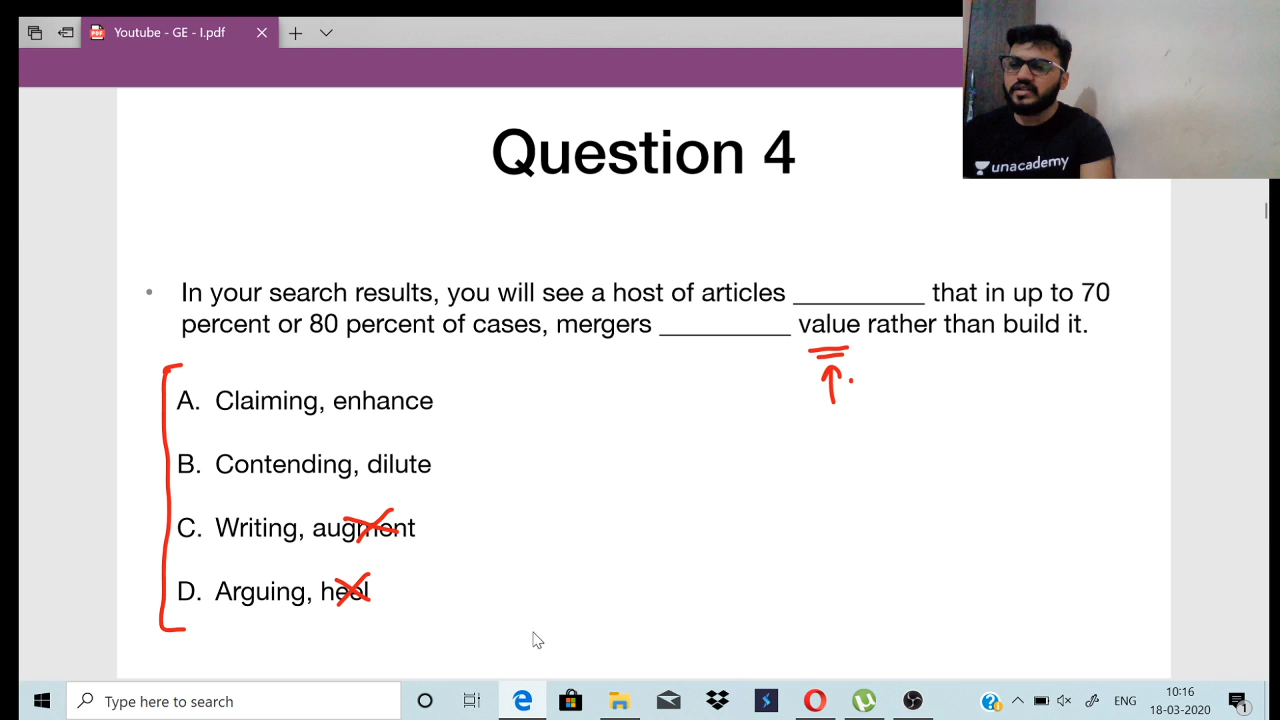 Youtube - GE - I.pdf
unacademy
Question 4
• In your search results, you will see a host of articles __________ that in up to 70
percent or 80 percent of cases, mergers __________ value rather than build it.
A. Claiming, enhance
B. Contending, dilute
C. Writing, augment
D. Arguing, heel
Type here to search
ENG
10:16
18-03-2020
1